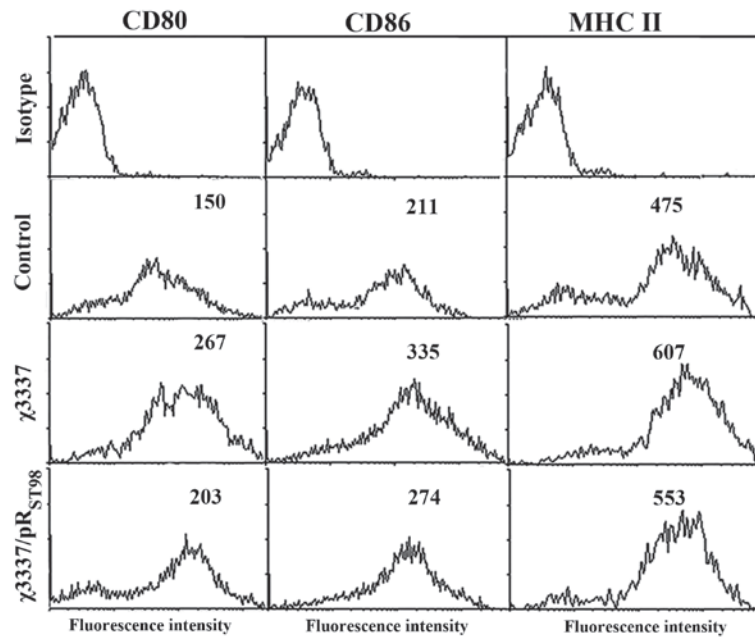 CD80 CD86 MHC II
Isotype
Control 150 211 475
χ3337 267 335 607
χ3337/pR_ST98 203 274 553
Fluorescence intensity Fluorescence intensity Fluorescence intensity